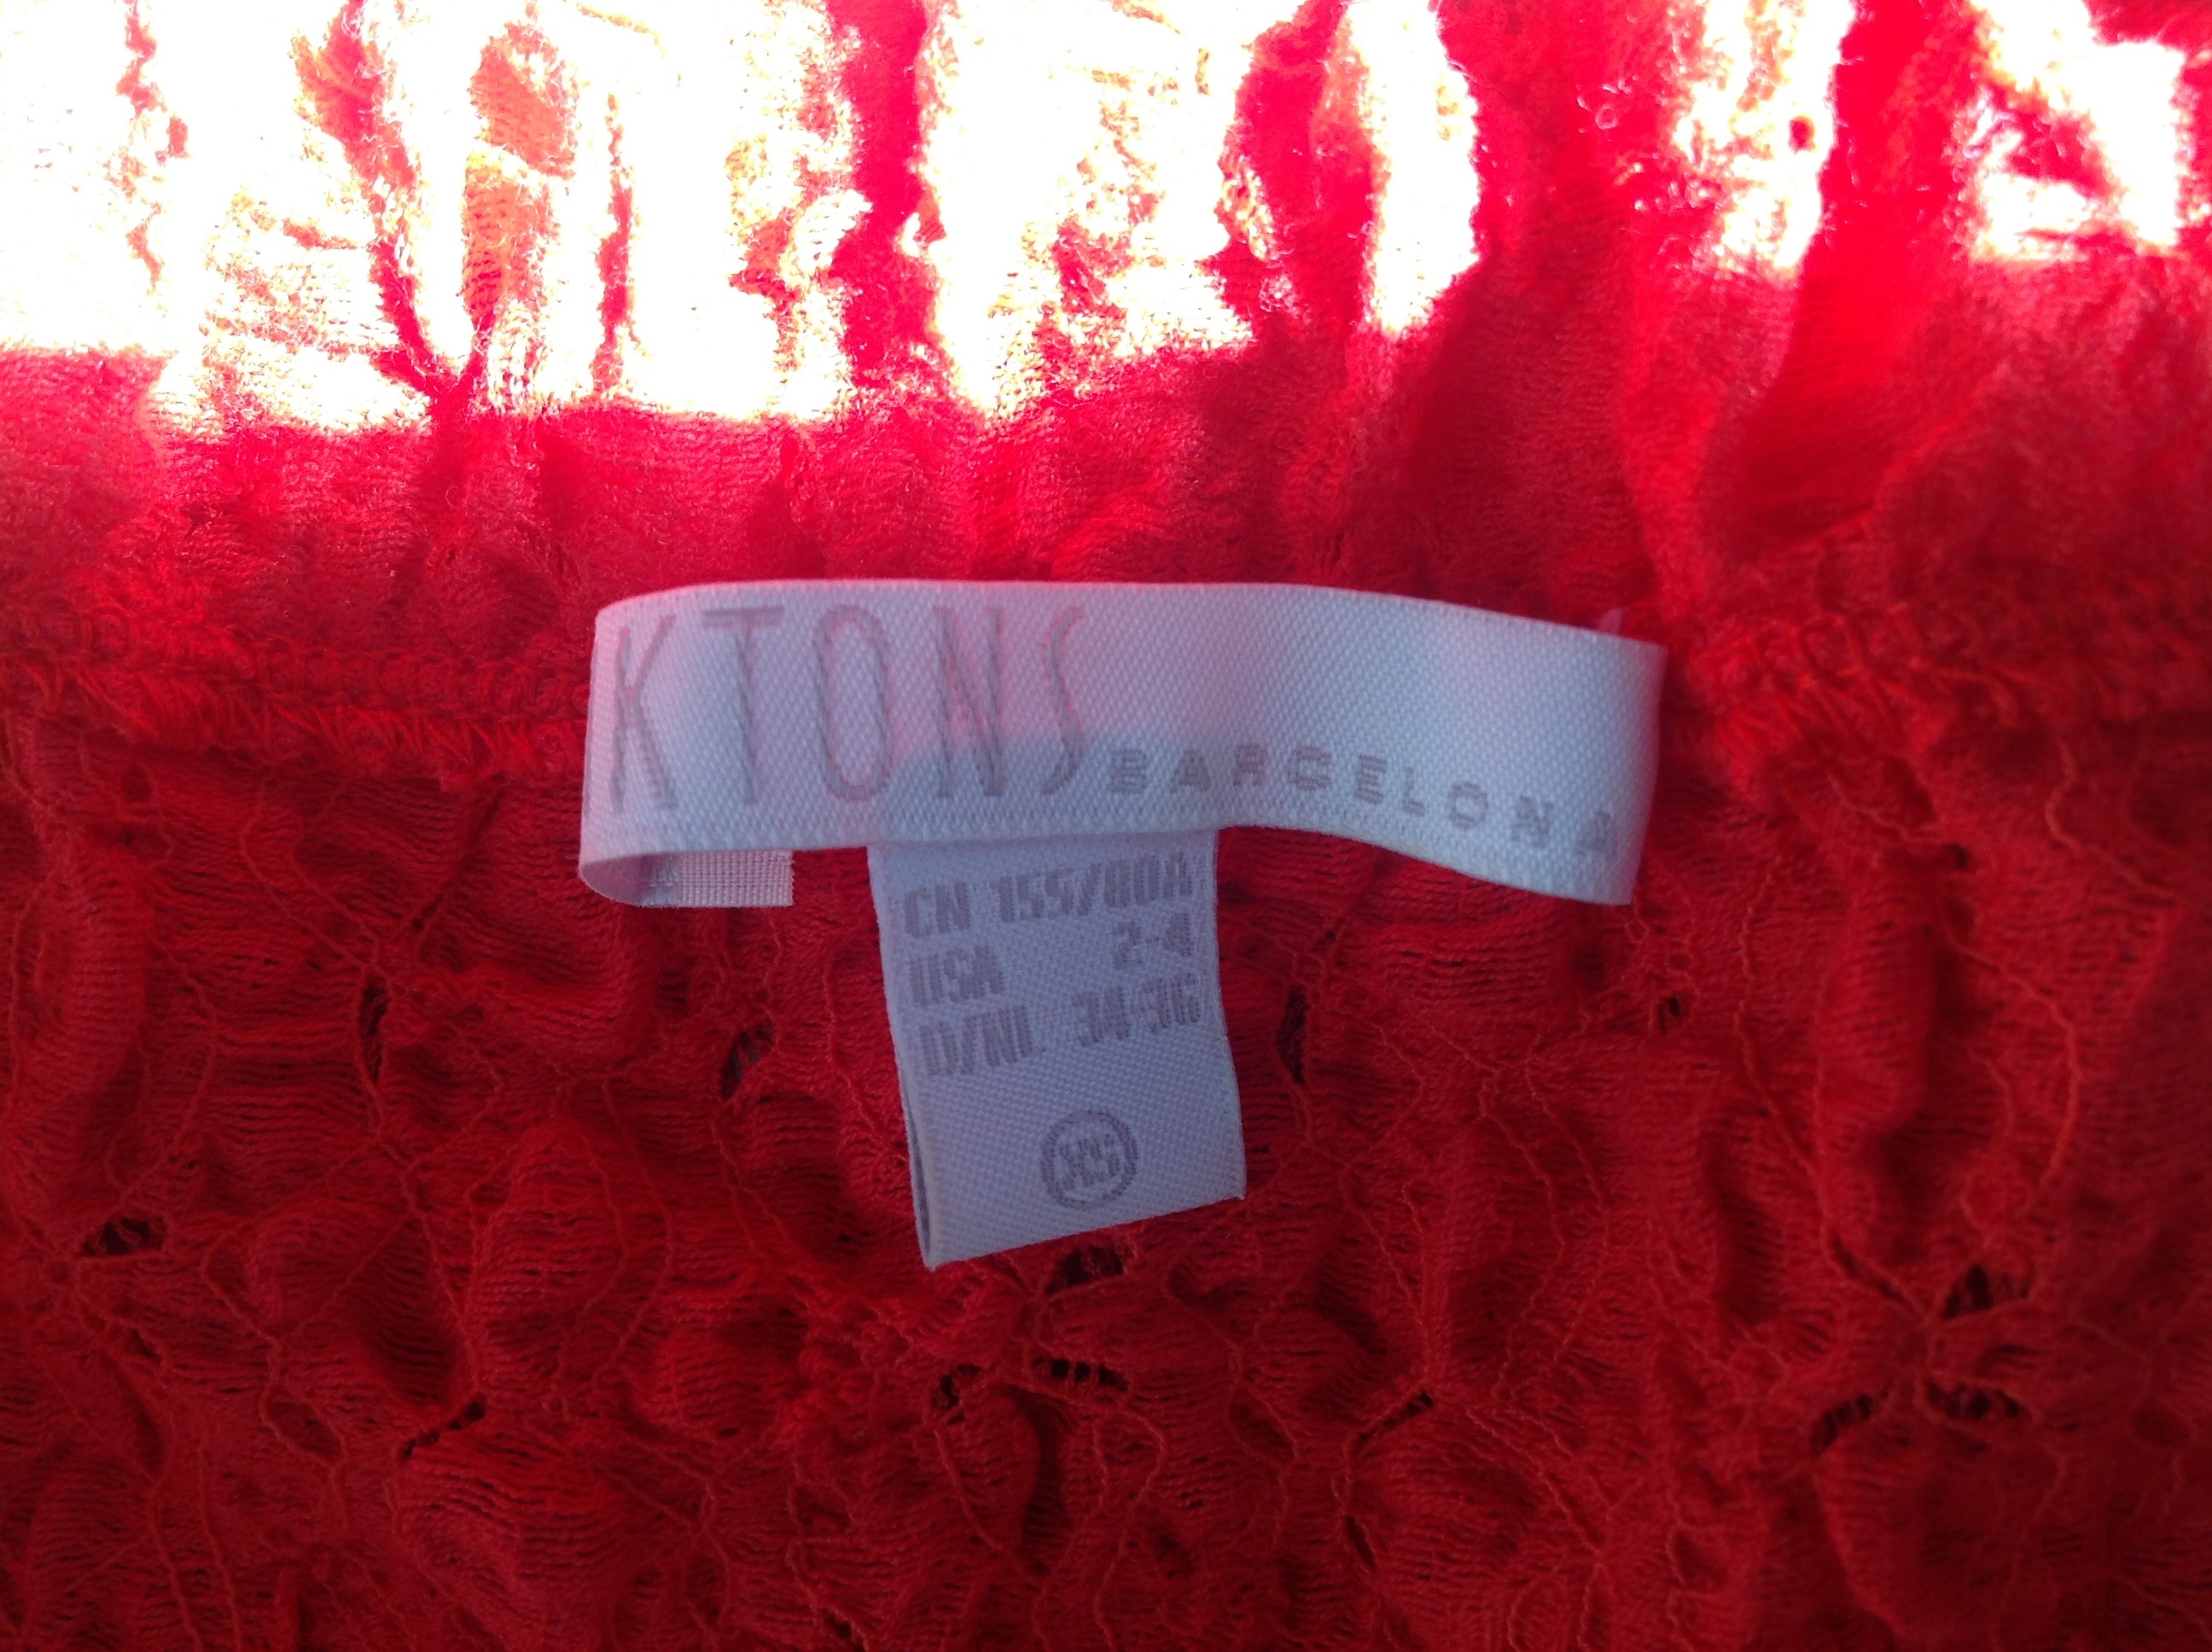 KTONS BARCELONA
CN 155/80A
USA 2-4
D/NL 34-36
XS